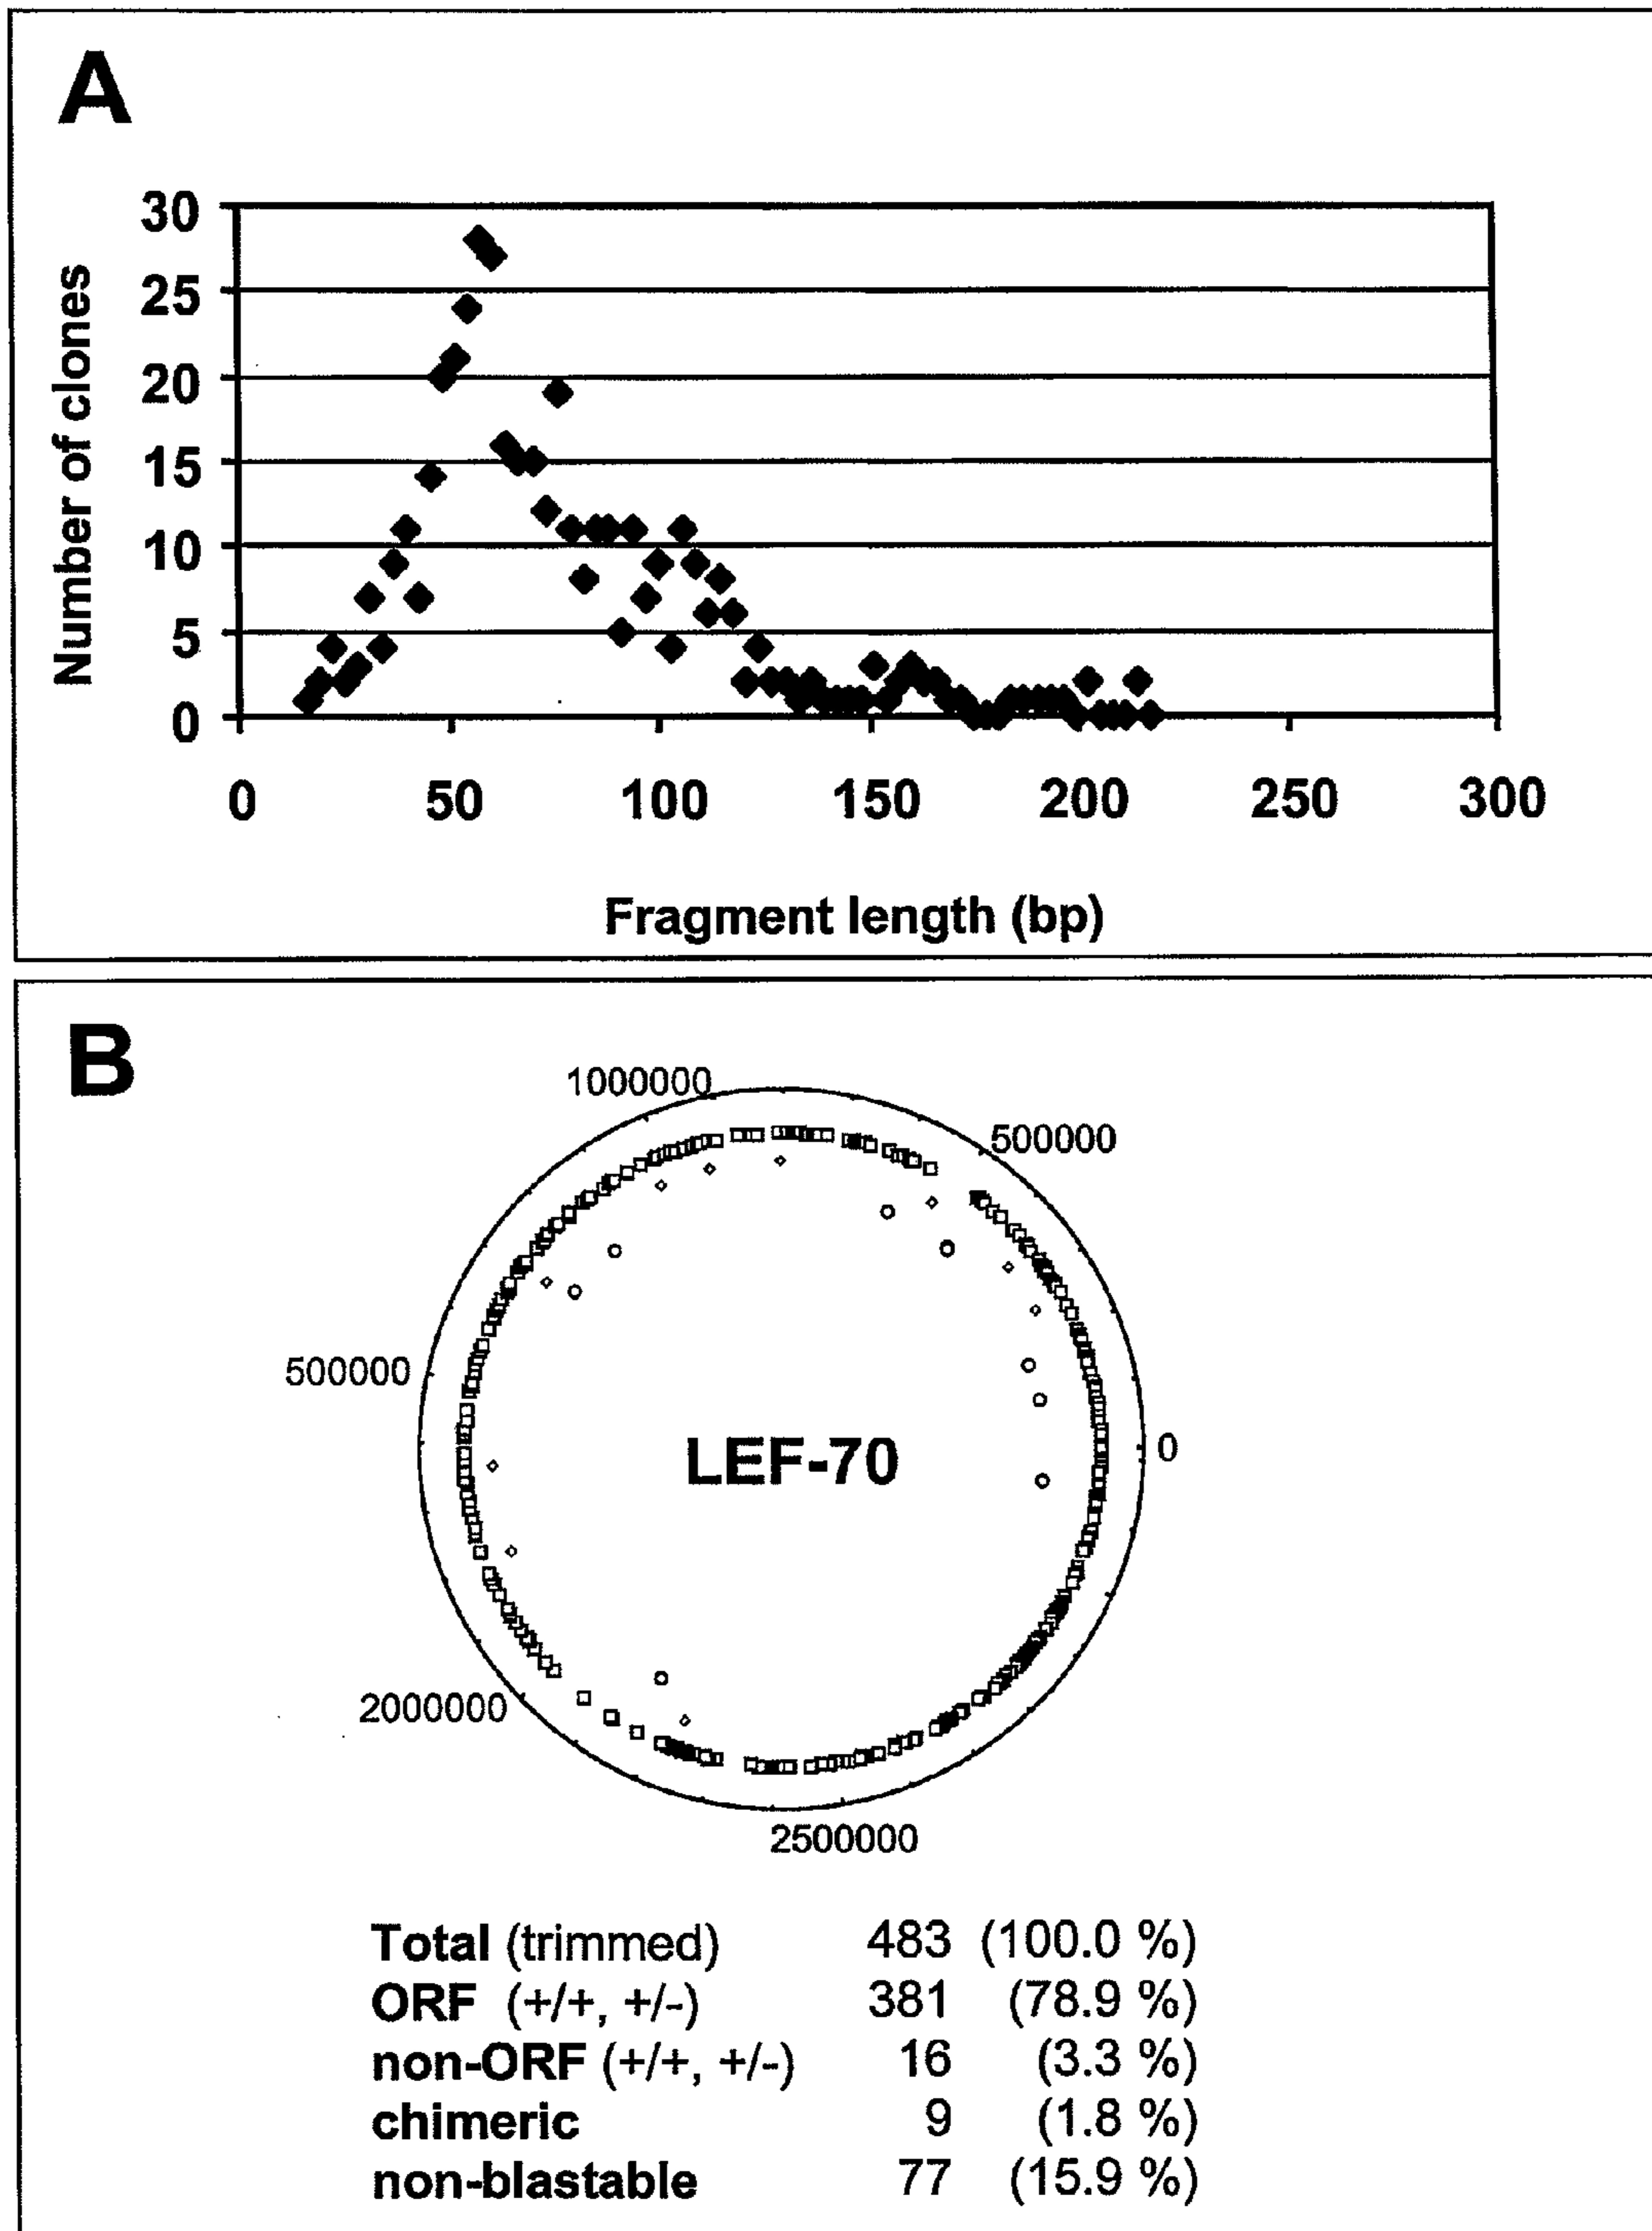 A
30
25
20
15
10
5
0
Number of clones
0 50 100 150 200 250 300
Fragment length (bp)
B
1000000
500000
500000
0
LEF-70
2000000
2500000
Total (trimmed) 483 (100.0 %)
ORF (+/+, +/-) 381 (78.9 %)
non-ORF (+/+, +/-) 16 (3.3 %)
chimeric 9 (1.8 %)
non-blastable 77 (15.9 %)